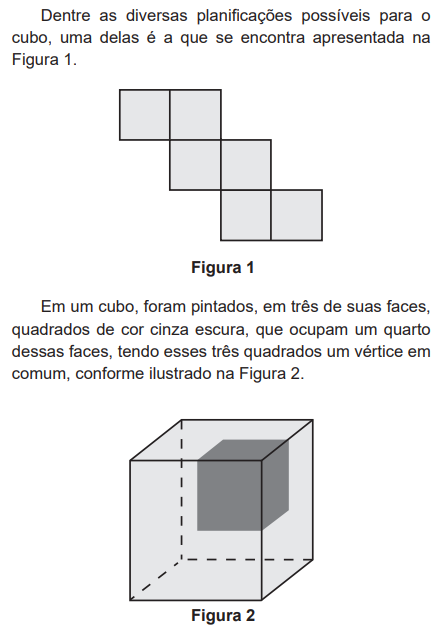 Dentre as diversas planificações possíveis para o
cubo, uma delas é a que se encontra apresentada na
Figura 1.
Figura 1
Em um cubo, foram pintados, em três de suas faces,
quadrados de cor cinza escura, que ocupam um quarto
dessas faces, tendo esses três quadrados um vértice em
comum, conforme ilustrado na Figura 2.
Figura 2